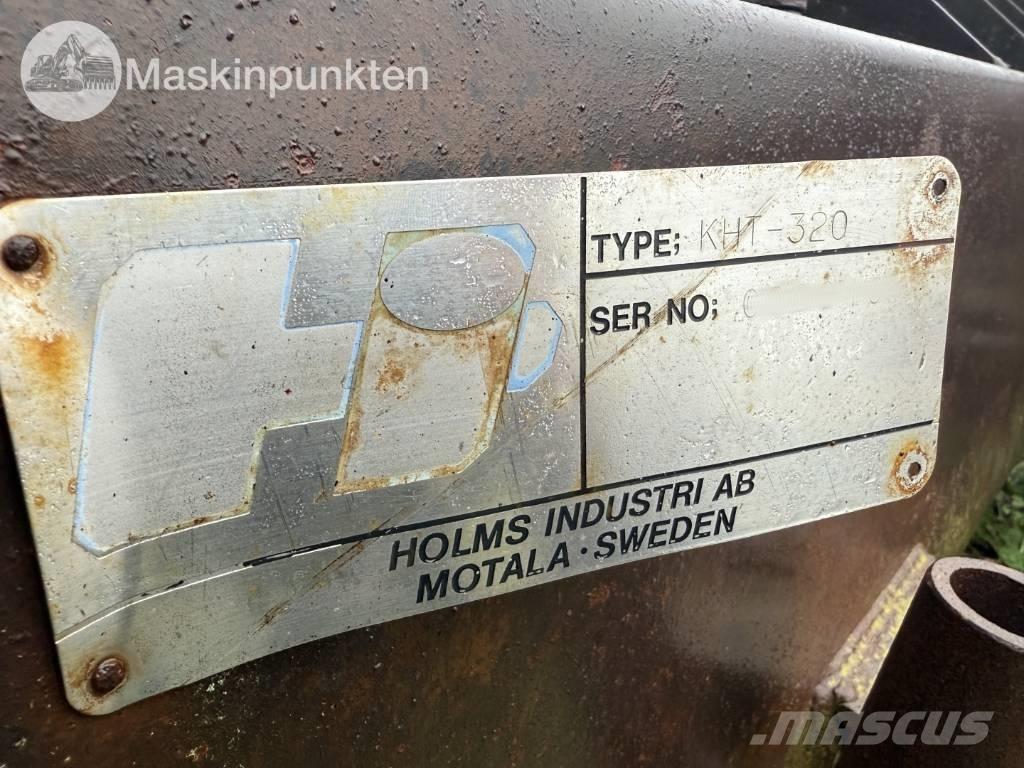 Maskinpunkten
TYPE; KHT-320
SER NO;
HOLMS INDUSTRI AB
MOTALA · SWEDEN
MASCUS